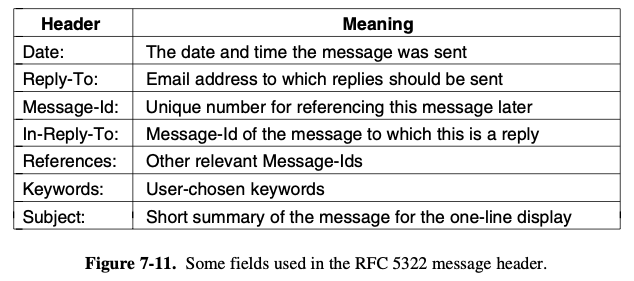 Header Meaning
Date: The date and time the message was sent
Reply-To: Email address to which replies should be sent
Message-Id: Unique number for referencing this message later
In-Reply-To: Message-Id of the message to which this is a reply
References: Other relevant Message-Ids
Keywords: User-chosen keywords
Subject: Short summary of the message for the one-line display
Figure 7-11. Some fields used in the RFC 5322 message header.